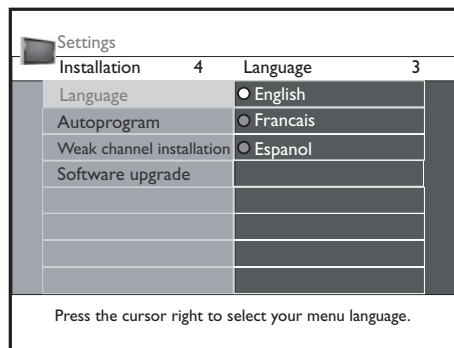 Settings
Installation 4 Language 3
Language English
Autoprogram Francais
Weak channel installation Espanol
Software upgrade
Press the cursor right to select your menu language.